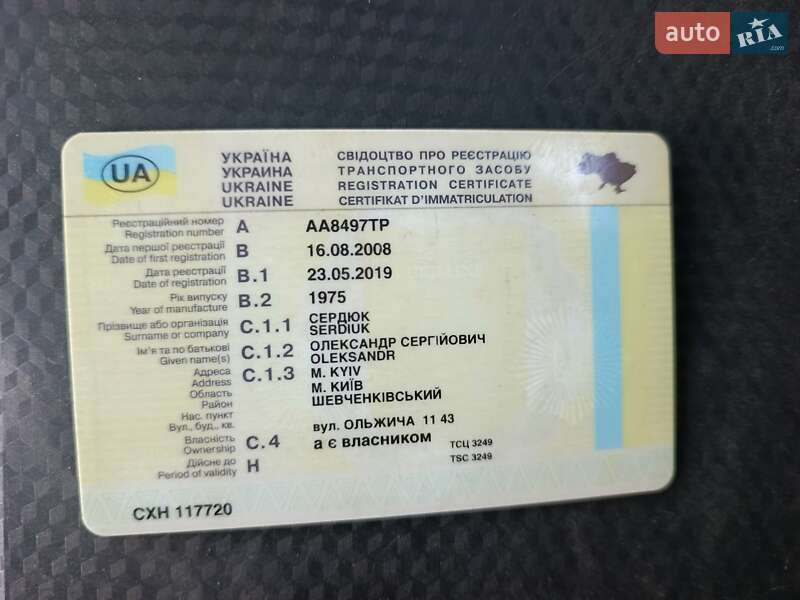 auto RIA .com
UA
УКРАЇНА СВІДОЦТВО ПРО РЕЄСТРАЦІЮ
УКРАИНА ТРАНСПОРТНОГО ЗАСОБУ
UKRAINE REGISTRATION CERTIFICATE
UKRAINE CERTIFIKAT D'IMMATRICULATION
Реєстраційний номер
Registration number A AA8497TP
Дата першої реєстрації
Date of first registration B 16.08.2008
Дата реєстрації
Date of registration B.1 23.05.2019
Рік випуску
Year of manufacture B.2 1975
Прізвище або організація C.1.1 СЕРДЮК
Surname or company SERDIUK
Ім'я та по батькові C.1.2 ОЛЕКСАНДР СЕРГІЙОВИЧ
Given name(s) OLEKSANDR
Адреса C.1.3 М. KYIV
Address М. КИЇВ
Область
Район ШЕВЧЕНКІВСЬКИЙ
Нас. пункт
Вул., буд., кв. вул. ОЛЬЖИЧА 11 43
Власність C.4 а є власником ТСЦ 3249
Ownership
Дійсне до H TSC 3249
Period of validity
СХН 117720